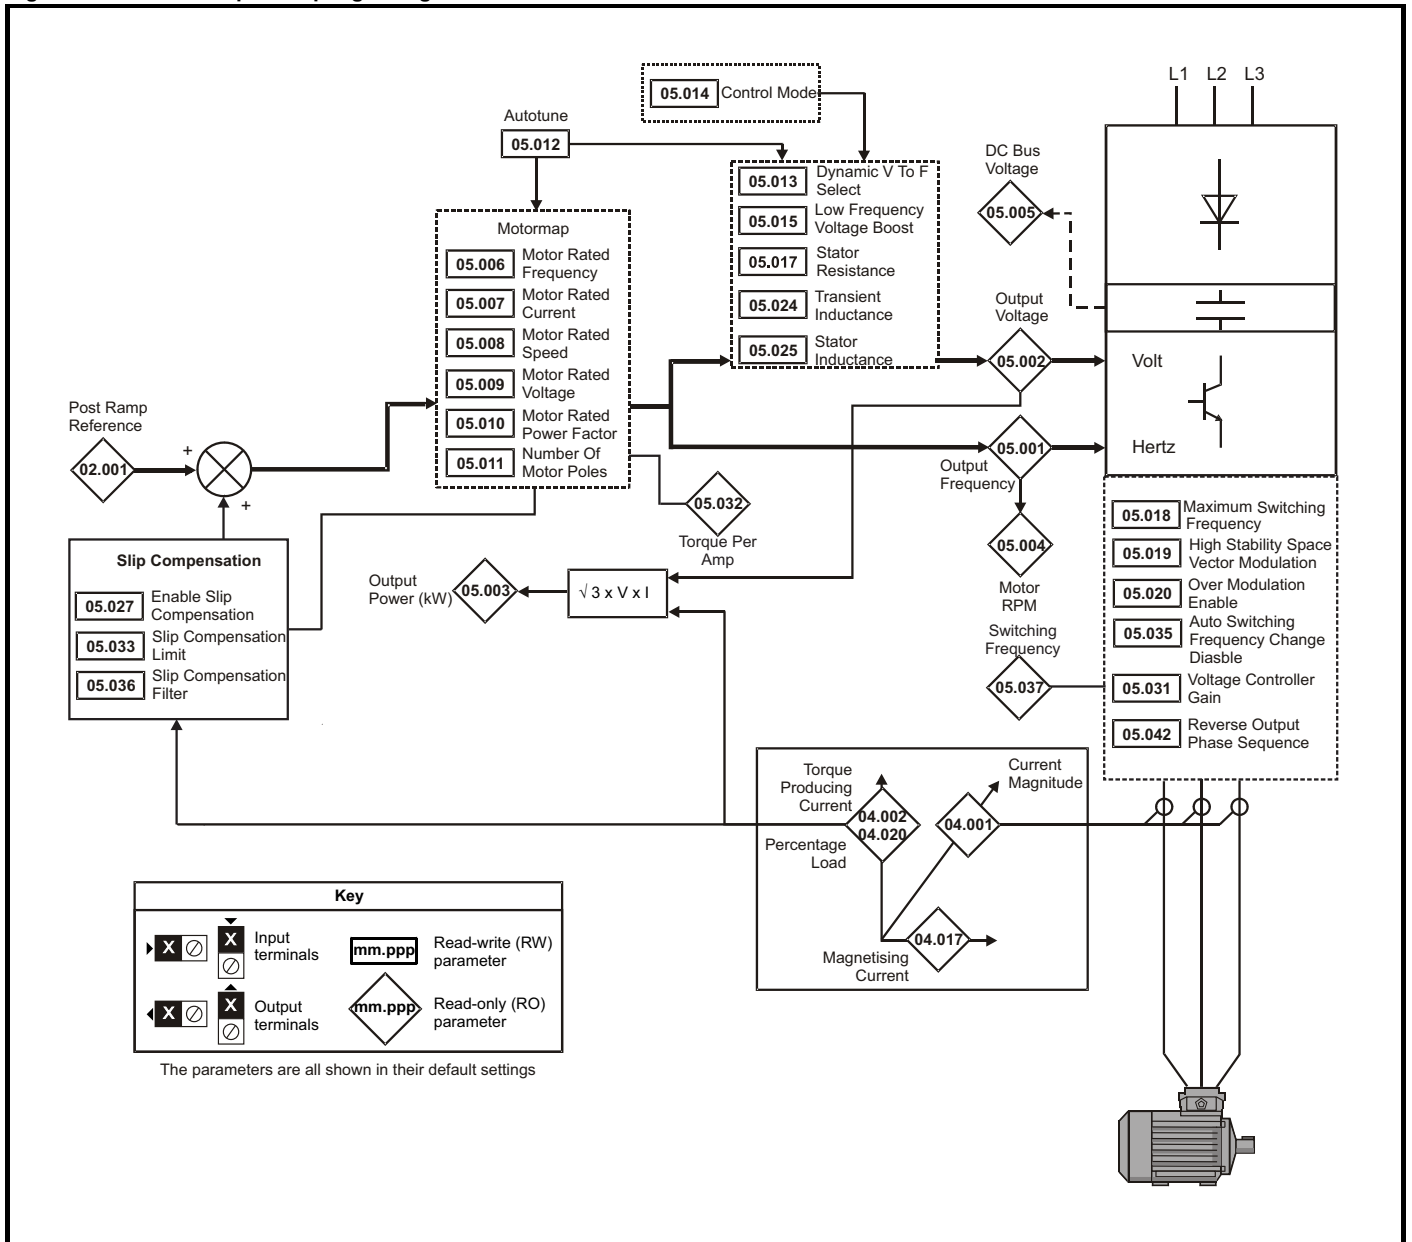 L1 L2 L3
05.014 Control Mode
Autotune
05.012
DC Bus
Voltage
05.005
05.013 Dynamic V To F
Select
05.015 Low Frequency
Voltage Boost
05.017 Stator
Resistance
05.024 Transient
Inductance
05.025 Stator
Inductance
Motormap
05.006 Motor Rated
Frequency
05.007 Motor Rated
Current
05.008 Motor Rated
Speed
05.009 Motor Rated
Voltage
05.010 Motor Rated
Power Factor
05.011 Number Of
Motor Poles
Output
Voltage
05.002
Volt
Hertz
Post Ramp
Reference
02.001
+
+
05.001
Output
Frequency
05.032
Torque Per
Amp
05.004
Motor
RPM
Slip Compensation
05.027 Enable Slip
Compensation
05.033 Slip Compensation
Limit
05.036 Slip Compensation
Filter
Output
Power (kW)
05.003
√ 3 x V x I
Switching
Frequency
05.037
05.018 Maximum Switching
Frequency
05.019 High Stability Space
Vector Modulation
05.020 Over Modulation
Enable
05.035 Auto Switching
Frequency Change
Diasble
05.031 Voltage Controller
Gain
05.042 Reverse Output
Phase Sequence
Torque
Producing
Current
04.002
04.020
Percentage
Load
Current
Magnitude
04.001
04.017
Magnetising
Current
Key
X Input
terminals
X
mm.ppp Read-write (RW)
parameter
X Output
terminals
X
mm.ppp Read-only (RO)
parameter
The parameters are all shown in their default settings